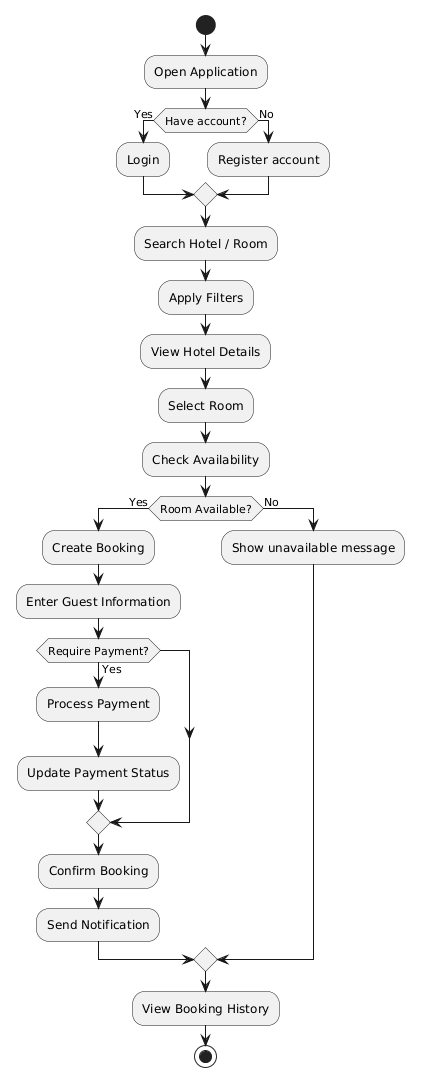 Open Application
Yes
Have account?
No
Login
Register account
Search Hotel / Room
Apply Filters
View Hotel Details
Select Room
Check Availability
Yes
Room Available?
No
Create Booking
Show unavailable message
Enter Guest Information
Require Payment?
Yes
Process Payment
Update Payment Status
Confirm Booking
Send Notification
View Booking History